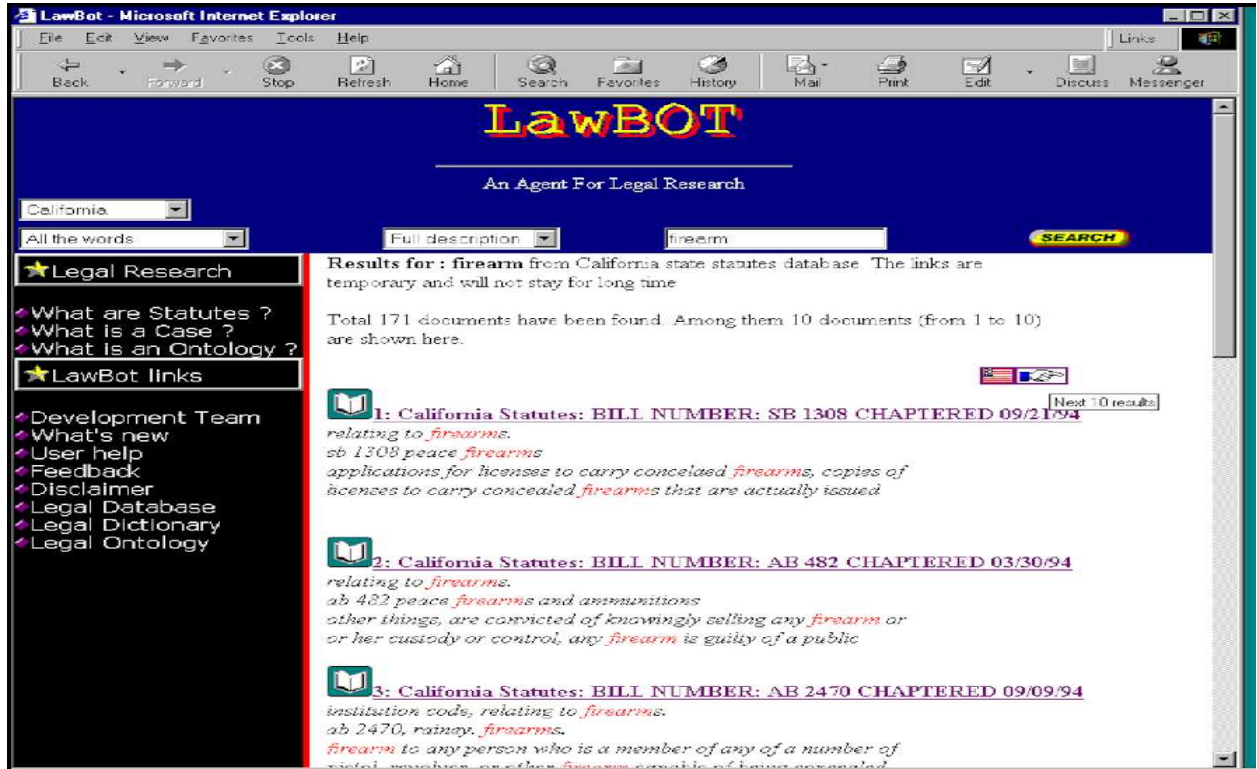 LawBot - Microsoft Internet Explorer
File Edit View Favorites Tools Help Links
Back Forward Stop Refresh Home Search Favorites History Mail Print Edit Discuss Messenger
LawBOT
An Agent For Legal Research
California
All the words Full description firearm SEARCH
Legal Research
What are Statutes ?
What is a Case ?
What is an Ontology ?
LawBot links
Development Team
What's new
User help
Feedback
Disclaimer
Legal Database
Legal Dictionary
Legal Ontology
Results for : firearm from California state statutes database. The links are
temporary and will not stay for long time
Total 171 documents have been found. Among them 10 documents (from 1 to 10)
are shown here.
Next 10 results
1: California Statutes: BILL NUMBER: SB 1308 CHAPTERED 09/21/94
relating to firearms.
sb 1308 peace firearms
applications for licenses to carry concelaed firearms, copies of
licenses to carry concealed firearms that are actually issued
2: California Statutes: BILL NUMBER: AB 482 CHAPTERED 03/30/94
relating to firearms.
ab 482 peace firearms and ammunitions
other things, are convicted of knowingly selling any firearm or
or her custody or control, any firearm is guilty of a public
3: California Statutes: BILL NUMBER: AB 2470 CHAPTERED 09/09/94
institution code, relating to firearms.
ab 2470, rainey. firearms.
firearm to any person who is a member of any of a number of
pistol, revolver, or other firearm capable of being concealed